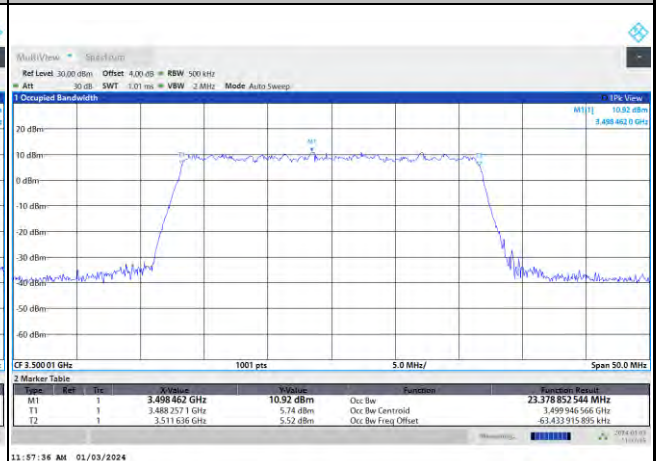 MultiView Spectrum
Ref Level 30.00 dBm Offset 4.00 dB RBW 500 kHz
Att 30 dB SWT 1.01 ms VBW 2 MHz Mode Auto Sweep
1 Occupied Bandwidth 1Pk View
M1[1] 10.92 dBm
3.498 462 0 GHz
20 dBm
M1
10 dBm
T1 T2
0 dBm
-10 dBm
-20 dBm
-30 dBm
-40 dBm
-50 dBm
-60 dBm
CF 3.500 01 GHz 1001 pts 5.0 MHz/ Span 50.0 MHz
2 Marker Table
Type Ref Trc X-Value Y-Value Function Function Result
M1 1 3.498 462 GHz 10.92 dBm Occ Bw 23.378 852 544 MHz
T1 1 3.488 257 1 GHz 5.74 dBm Occ Bw Centroid 3.499 946 566 GHz
T2 1 3.511 636 GHz 5.52 dBm Occ Bw Freq Offset -63.433 915 895 kHz
Measuring...
11:57:36 AM 01/03/2024